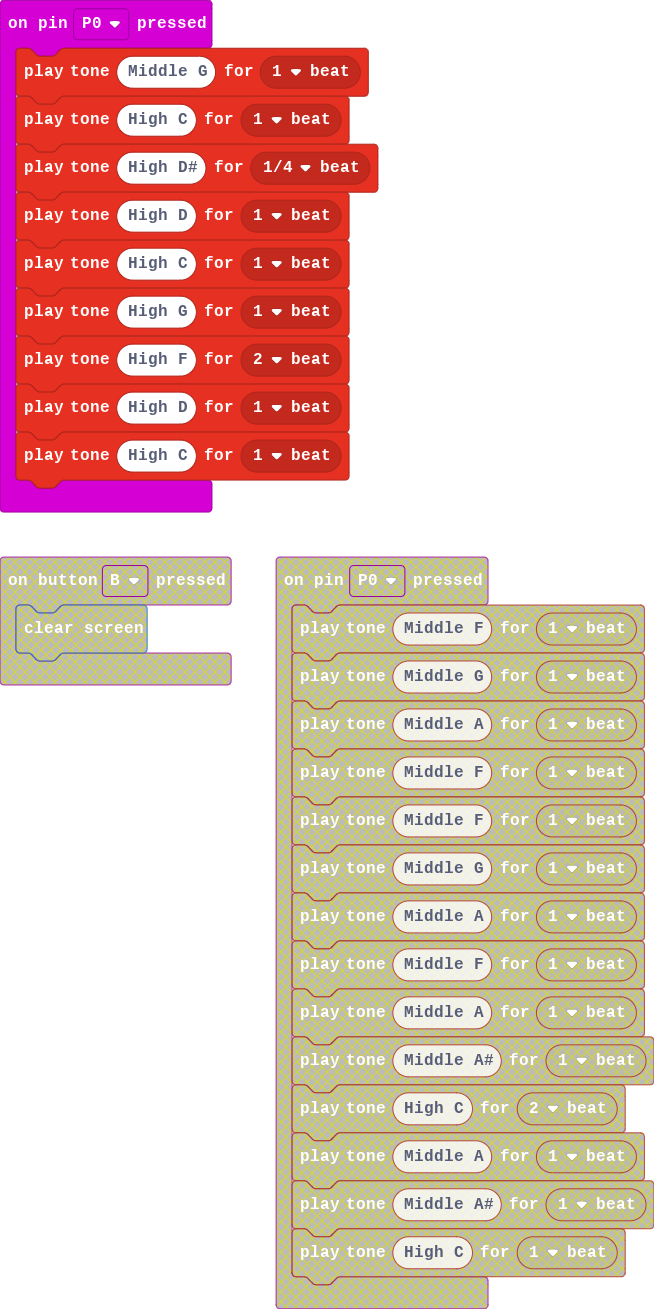 on pin P0 pressed
play tone Middle G for 1 beat
play tone High C for 1 beat
play tone High D# for 1/4 beat
play tone High D for 1 beat
play tone High C for 1 beat
play tone High G for 1 beat
play tone High F for 2 beat
play tone High D for 1 beat
play tone High C for 1 beat
on button B pressed
clear screen
on pin P0 pressed
play tone Middle F for 1 beat
play tone Middle G for 1 beat
play tone Middle A for 1 beat
play tone Middle F for 1 beat
play tone Middle F for 1 beat
play tone Middle G for 1 beat
play tone Middle A for 1 beat
play tone Middle F for 1 beat
play tone Middle A for 1 beat
play tone Middle A# for 1 beat
play tone High C for 2 beat
play tone Middle A for 1 beat
play tone Middle A# for 1 beat
play tone High C for 1 beat